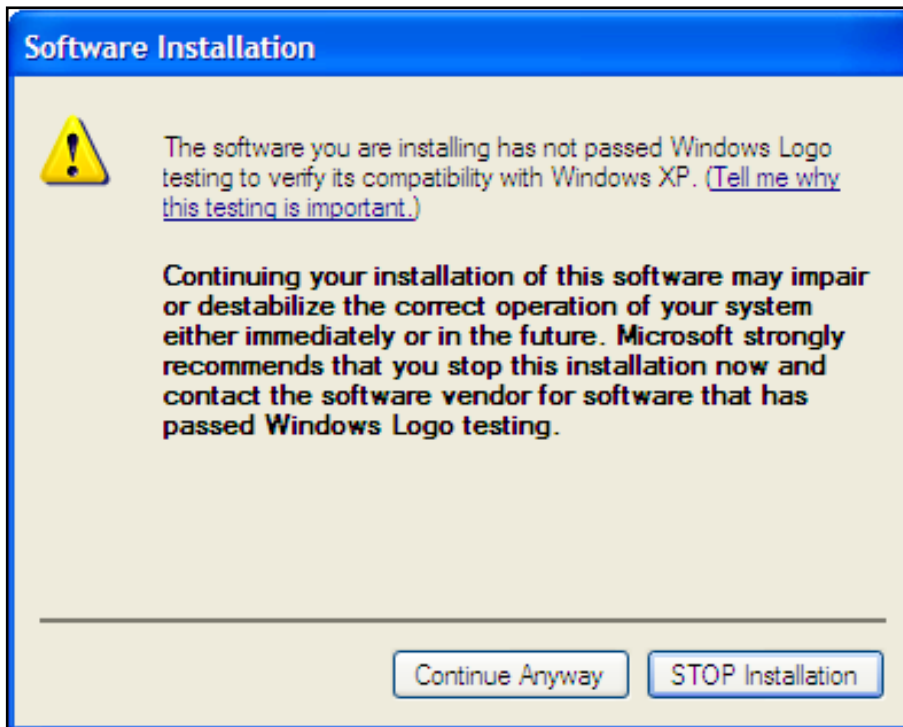 Software Installation
The software you are installing has not passed Windows Logo
testing to verify its compatibility with Windows XP. (Tell me why
this testing is important.)
Continuing your installation of this software may impair
or destabilize the correct operation of your system
either immediately or in the future. Microsoft strongly
recommends that you stop this installation now and
contact the software vendor for software that has
passed Windows Logo testing.
Continue Anyway
STOP Installation